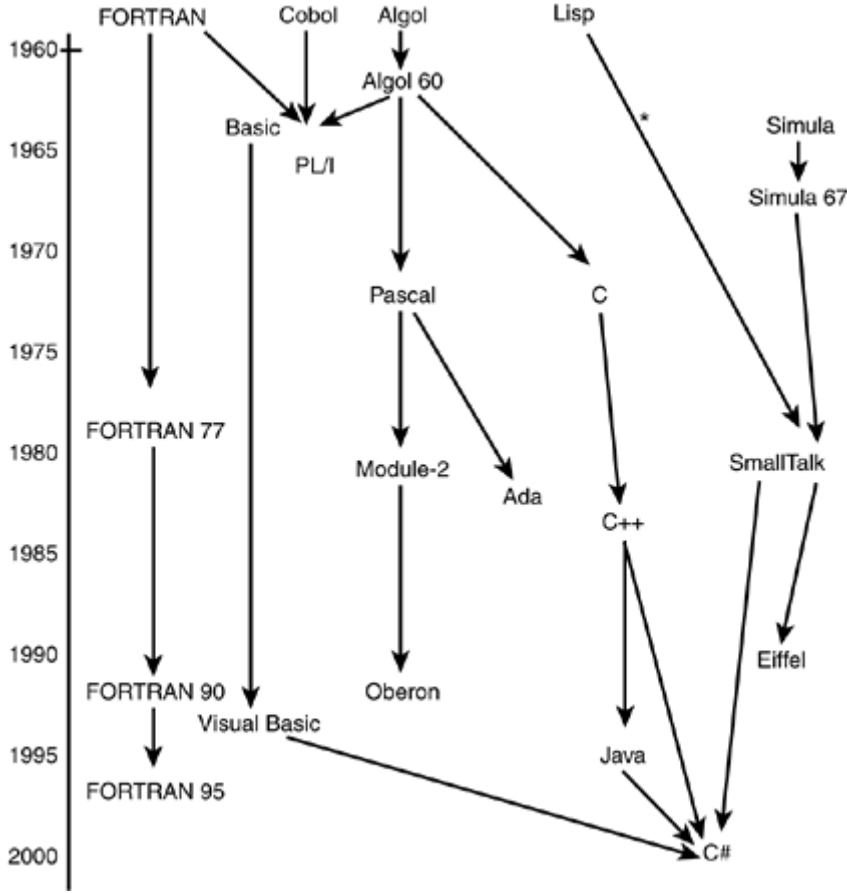 FORTRAN Cobol Algol Lisp
1960
Algol 60
Basic
Simula
1965
PL/I
Simula 67
1970
Pascal
C
1975
FORTRAN 77
1980
Module-2
SmallTalk
Ada
C++
1985
1990
Eiffel
FORTRAN 90
Oberon
Visual Basic
1995
Java
FORTRAN 95
2000
C#
*